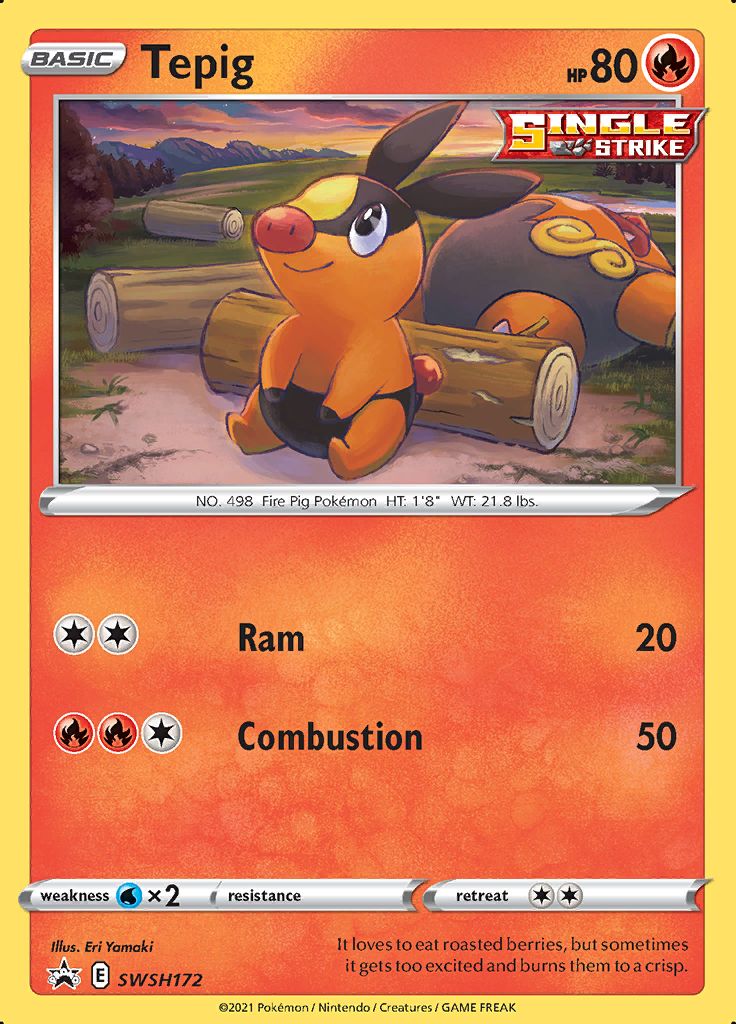 BASIC
Tepig
HP 80
SINGLE
STRIKE
NO. 498 Fire Pig Pokémon HT: 1'8" WT: 21.8 lbs.
Ram 20
Combustion 50
weakness ×2 resistance retreat
Illus. Eri Yamaki
It loves to eat roasted berries, but sometimes
it gets too excited and burns them to a crisp.
E SWSH172
©2021 Pokémon / Nintendo / Creatures / GAME FREAK